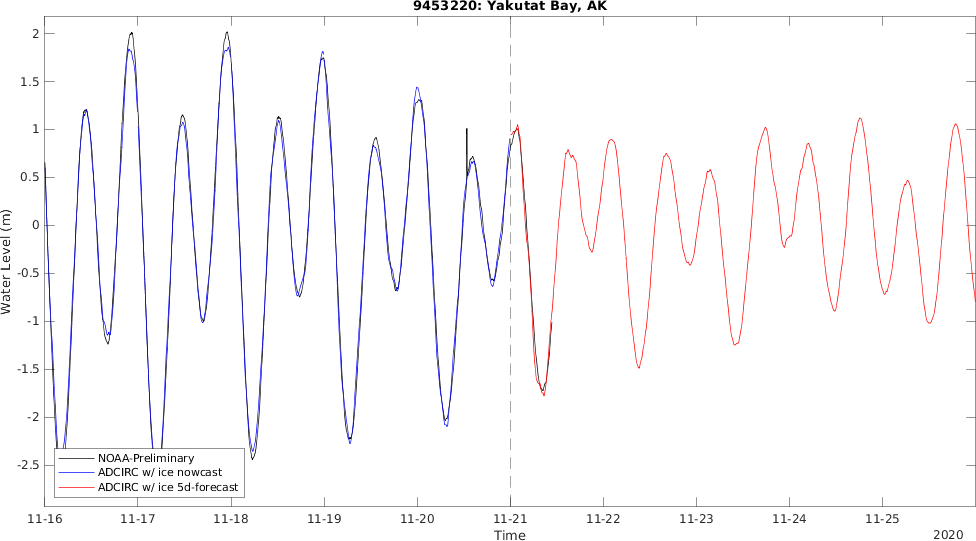 9453220: Yakutat Bay, AK
2
1.5
1
0.5
0
-0.5
-1
-1.5
-2
-2.5
Water Level (m)
NOAA-Preliminary
ADCIRC w/ ice nowcast
ADCIRC w/ ice 5d-forecast
11-16 11-17 11-18 11-19 11-20 11-21 11-22 11-23 11-24 11-25
Time
2020